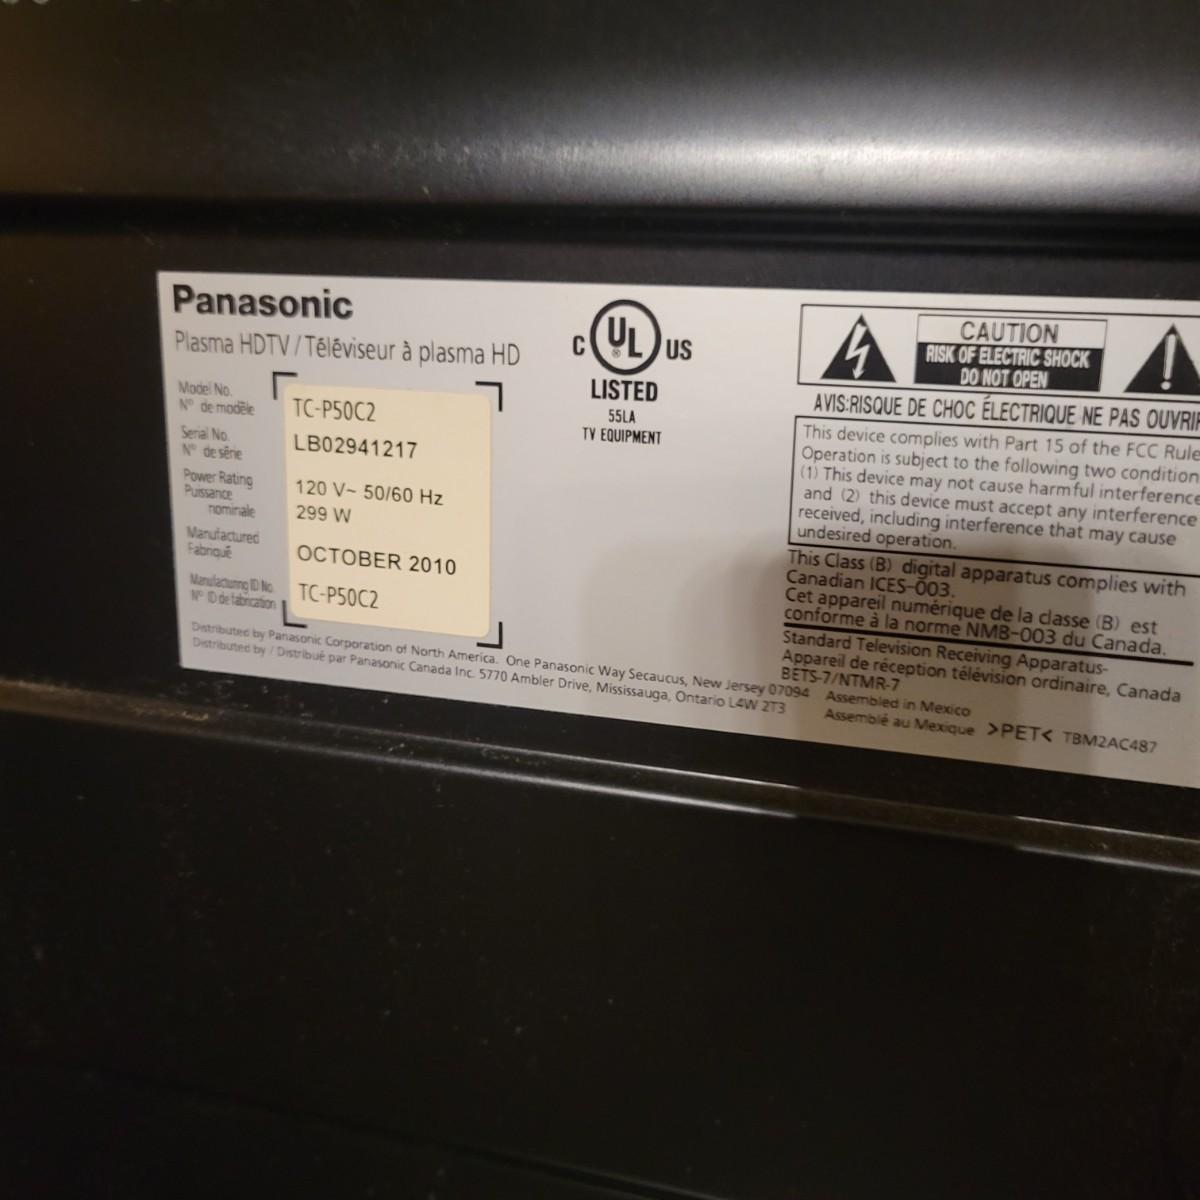 Panasonic
Plasma HDTV / Téléviseur à plasma HD
Model No.
N° de modèle
TC-P50C2
Serial No.
N° de série
LB02941217
Power Rating
Puissance
nominale
120 V~ 50/60 Hz
299 W
Manufactured
Fabriqué
OCTOBER 2010
Manufacturing ID No.
N° ID de fabrication
TC-P50C2
C UL ® US
LISTED
55LA
TV EQUIPMENT
CAUTION
RISK OF ELECTRIC SHOCK
DO NOT OPEN
AVIS:RISQUE DE CHOC ÉLECTRIQUE NE PAS OUVRIR
This device complies with Part 15 of the FCC Rule
Operation is subject to the following two condition
(1) This device may not cause harmful interference
and (2) this device must accept any interference
received, including interference that may cause
undesired operation.
This Class (B) digital apparatus complies with
Canadian ICES-003.
Cet appareil numérique de la classe (B) est
conforme à la norme NMB-003 du Canada.
Standard Television Receiving Apparatus-
Appareil de réception télévision ordinaire, Canada
BETS-7/NTMR-7
Distributed by Panasonic Corporation of North America. One Panasonic Way Secaucus, New Jersey 07094
Distributed by / Distribué par Panasonic Canada Inc. 5770 Ambler Drive, Mississauga, Ontario L4W 2T3
Assembled in Mexico
Assemblé au Mexique
>PET< TBM2AC487